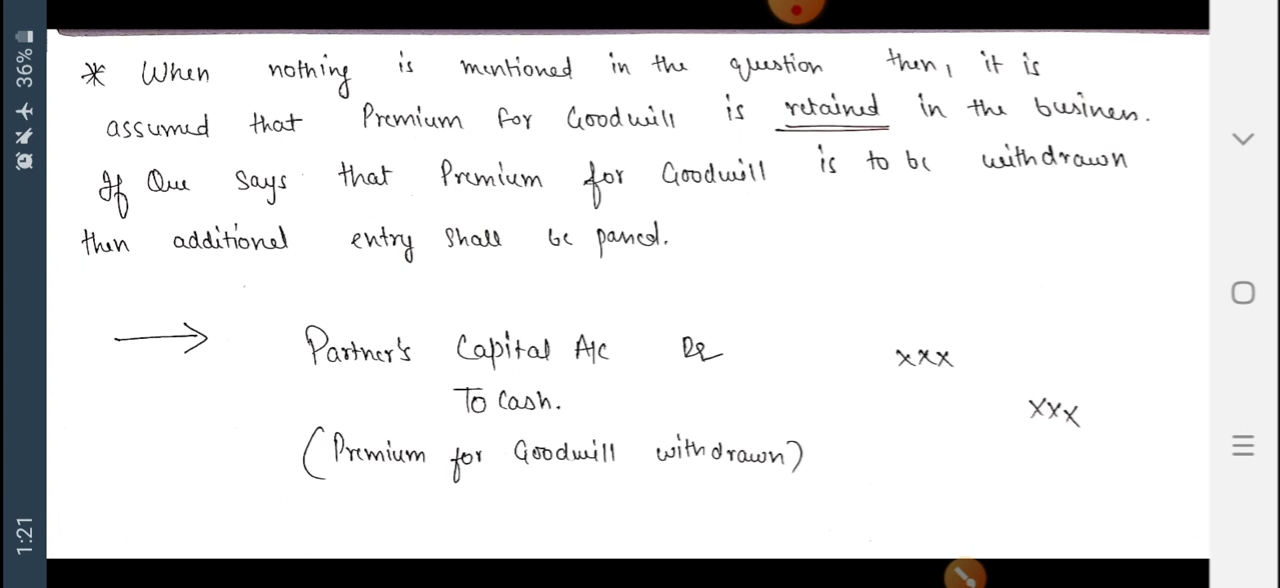 36%
1:21
* When nothing is mentioned in the question then, it is
assumed that Premium for Goodwill is retained in the business.
If Que says that Premium for Goodwill is to be withdrawn
then additional entry shall be passed.
→ Partner's Capital A/c Dr xxx
To Cash. xxx
(Premium for Goodwill withdrawn)